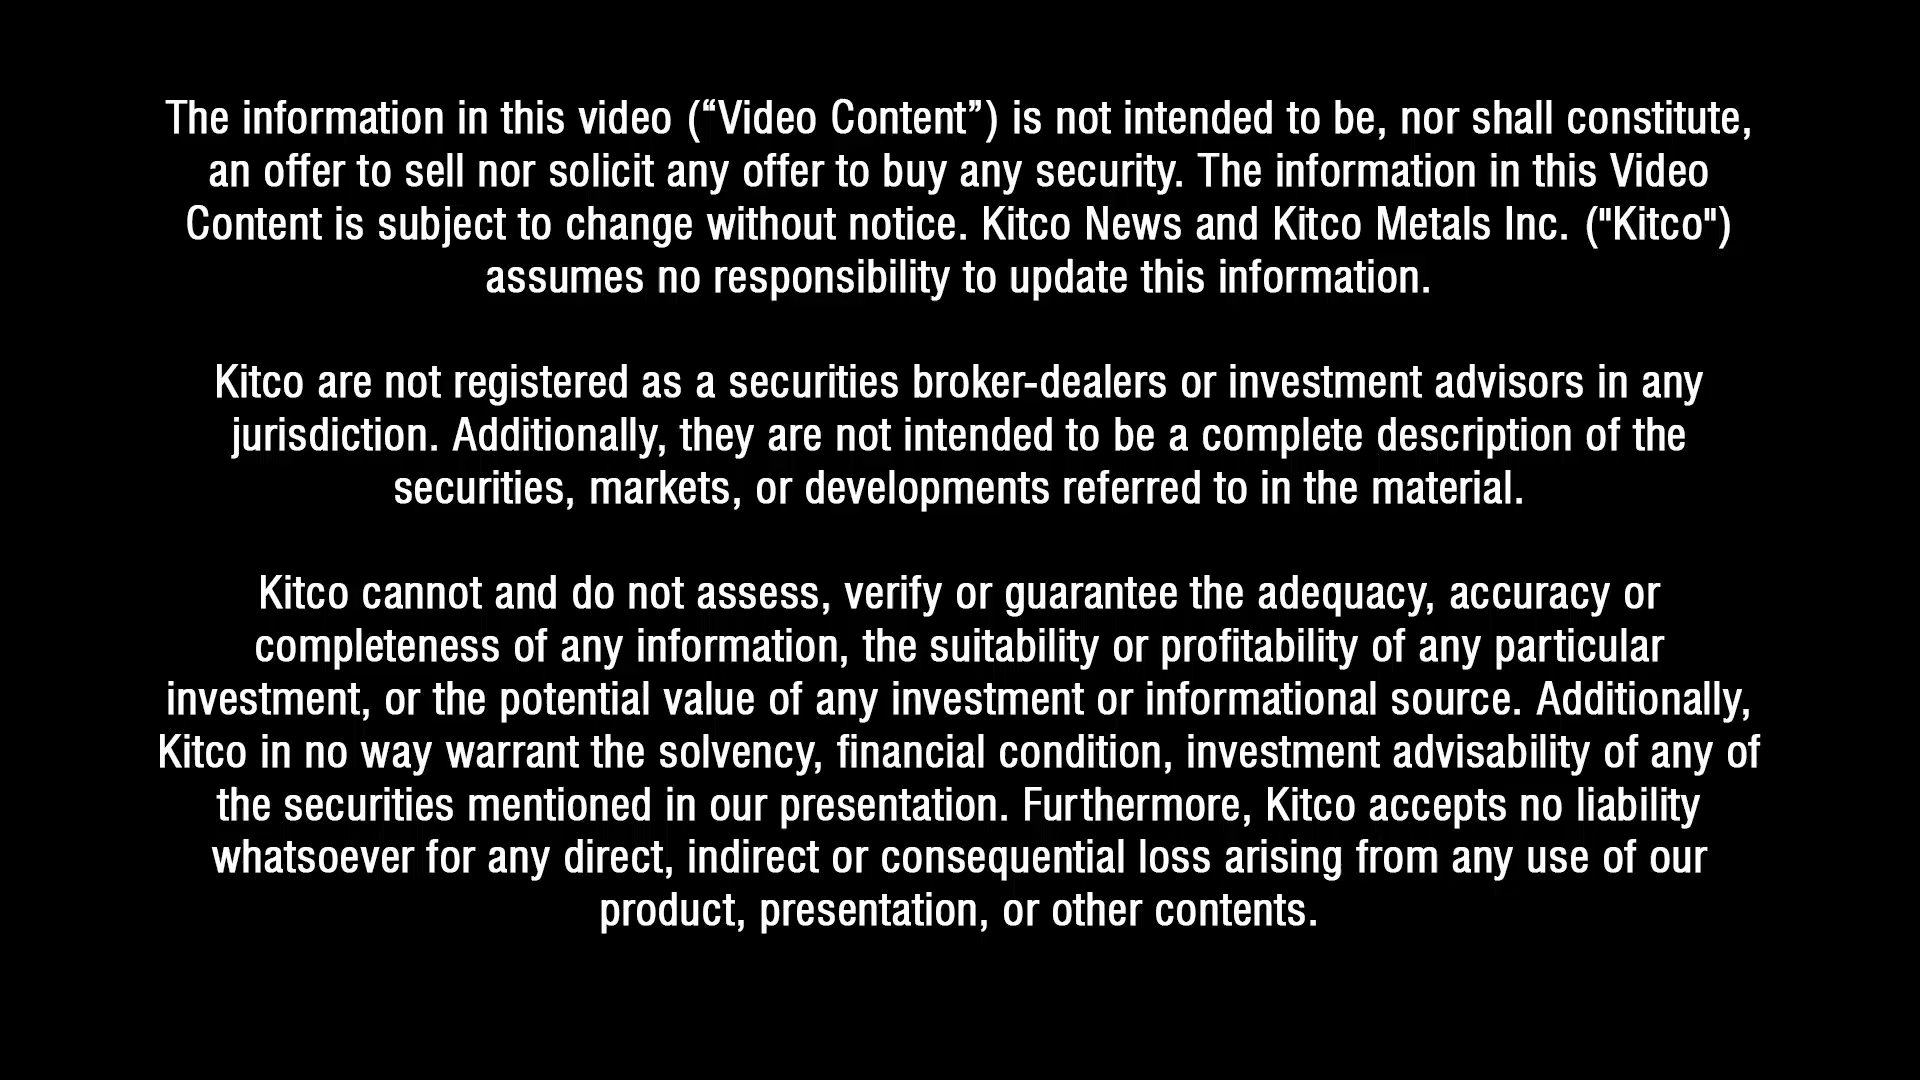 The information in this video (“Video Content”) is not intended to be, nor shall constitute,
an offer to sell nor solicit any offer to buy any security. The information in this Video
Content is subject to change without notice. Kitco News and Kitco Metals Inc. ("Kitco")
assumes no responsibility to update this information.
Kitco are not registered as a securities broker-dealers or investment advisors in any
jurisdiction. Additionally, they are not intended to be a complete description of the
securities, markets, or developments referred to in the material.
Kitco cannot and do not assess, verify or guarantee the adequacy, accuracy or
completeness of any information, the suitability or profitability of any particular
investment, or the potential value of any investment or informational source. Additionally,
Kitco in no way warrant the solvency, financial condition, investment advisability of any of
the securities mentioned in our presentation. Furthermore, Kitco accepts no liability
whatsoever for any direct, indirect or consequential loss arising from any use of our
product, presentation, or other contents.